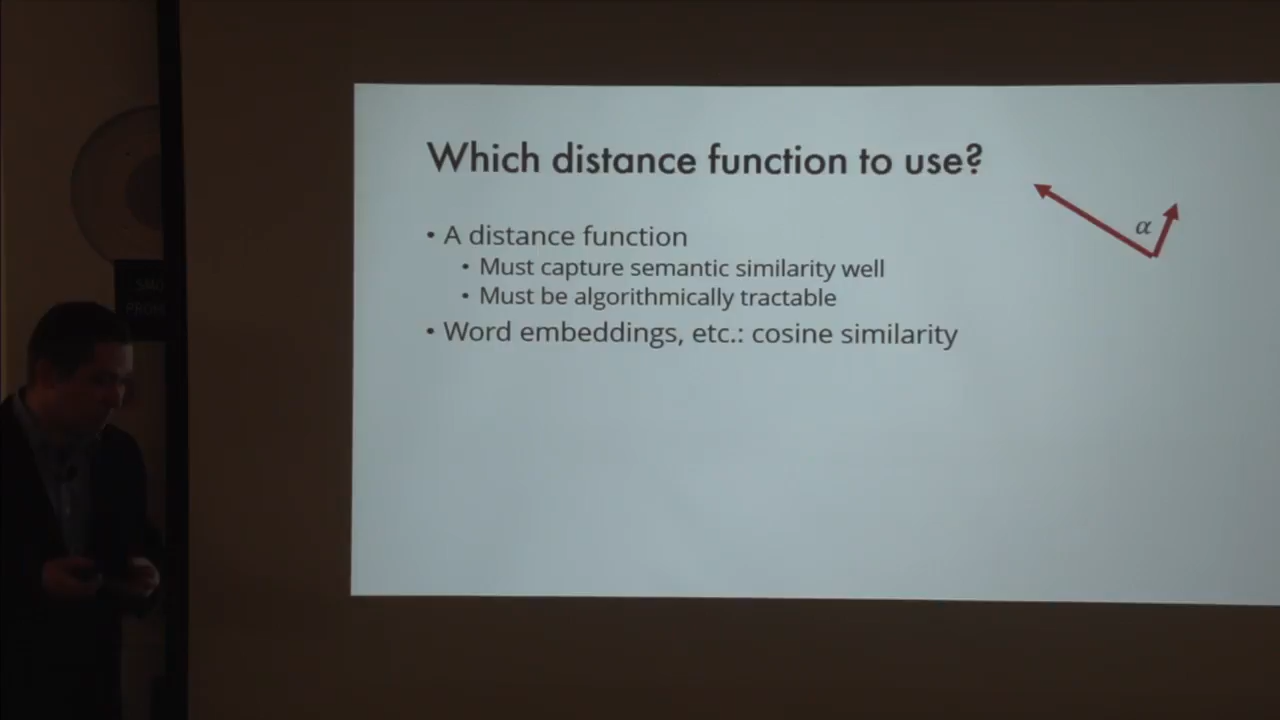 Which distance function to use?
α
• A distance function
• Must capture semantic similarity well
• Must be algorithmically tractable
• Word embeddings, etc.: cosine similarity